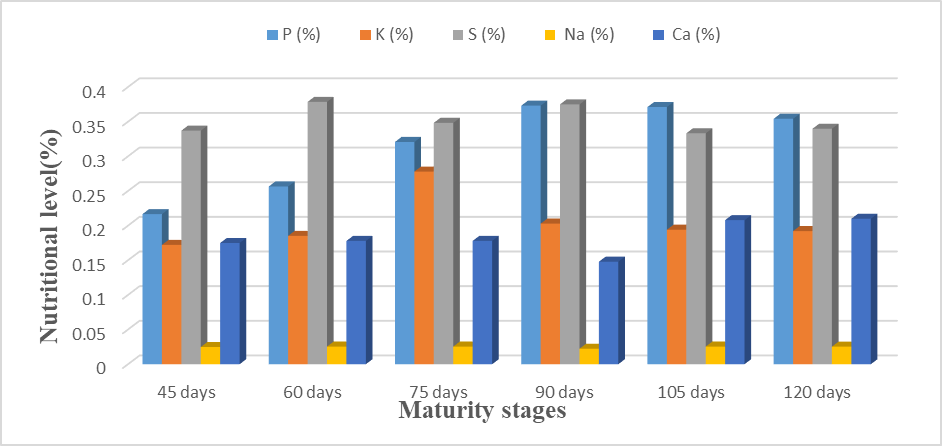 P (%) K (%) S (%) Na (%) Ca (%)
Nutritional level(%)
0.4
0.35
0.3
0.25
0.2
0.15
0.1
0.05
0
45 days 60 days 75 days 90 days 105 days 120 days
Maturity stages